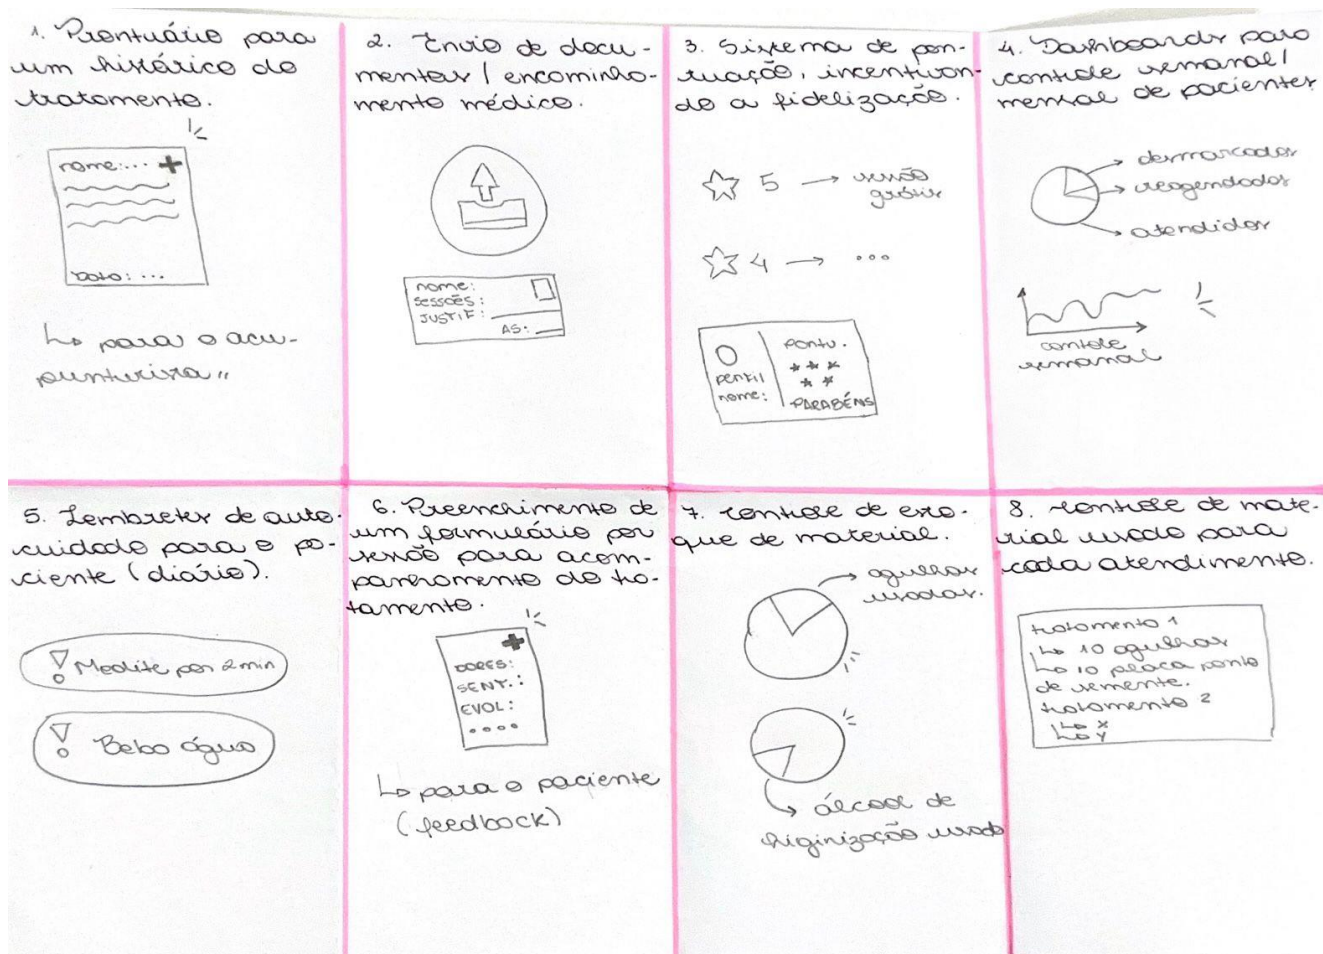 1. Prontuário para
um histórico do
tratamento.
nome:...
Data: ...
↳ para o acu-
punturista "
2. Envio de docu-
mentos / encaminha-
mento médico.
nome:
SESSÕES:
JUSTIF:
AS:
3. Sistema de pon-
tuação, incentivan-
do a fidelização.
5 → sessão
grátis
4 → ...
perfil
nome:
Pontu.
PARABÉNS
4. Dashboards para
controle semanal/
mensal de pacientes
desmarcados
reagendados
atendidos
controle
semanal
5. Lembretes de auto-
cuidado para o pa-
ciente (diário).
Medite por 2min
Beba água
6. Preenchimento de
um formulário por
sessão para acom-
panhamento do tra-
tamento.
DORES:
SENT.:
EVOL:
....
↳ para o paciente
(feedback)
7. Controle de esto-
que de material.
agulhas
usadas.
álcool de
higinização usado
8. Controle de mate-
rial usado para
cada atendimento.
tratamento 1
↳ 10 agulhas
↳ 10 placa ponto
de semente.
tratamento 2
↳ X
↳ Y